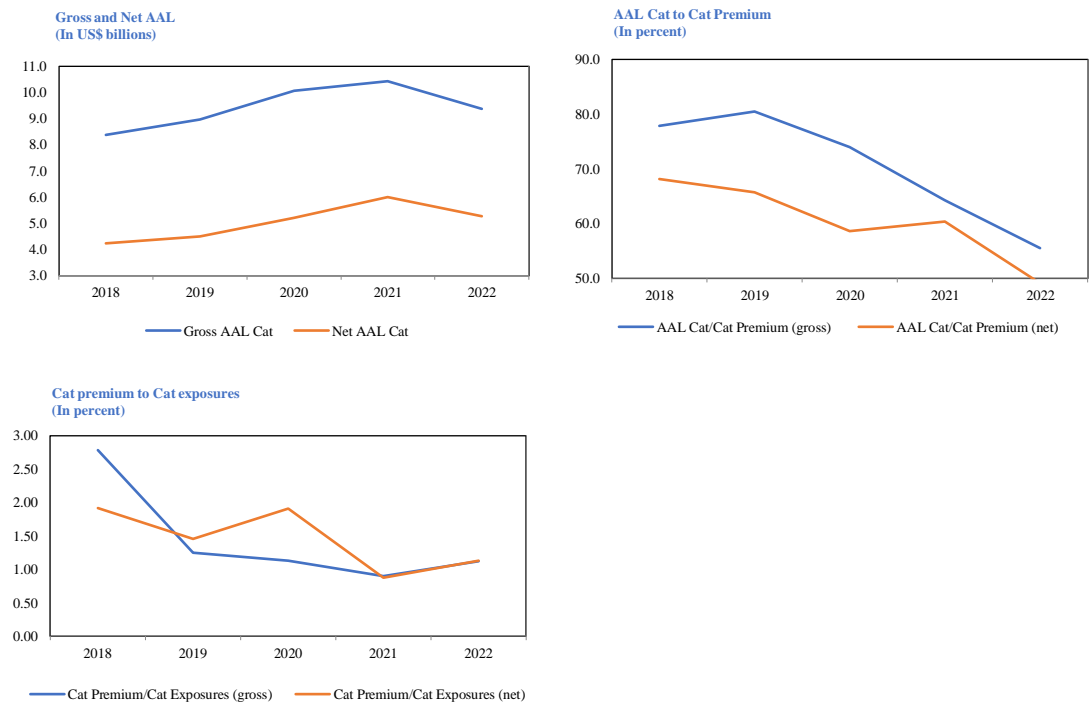 Gross and Net AAL
(In US$ billions)
11.0
10.0
9.0
8.0
7.0
6.0
5.0
4.0
3.0
2018 2019 2020 2021 2022
Gross AAL Cat Net AAL Cat
AAL Cat to Cat Premium
(In percent)
90.0
80.0
70.0
60.0
50.0
2018 2019 2020 2021 2022
AAL Cat/Cat Premium (gross) AAL Cat/Cat Premium (net)
Cat premium to Cat exposures
(In percent)
3.00
2.50
2.00
1.50
1.00
0.50
0.00
2018 2019 2020 2021 2022
Cat Premium/Cat Exposures (gross) Cat Premium/Cat Exposures (net)